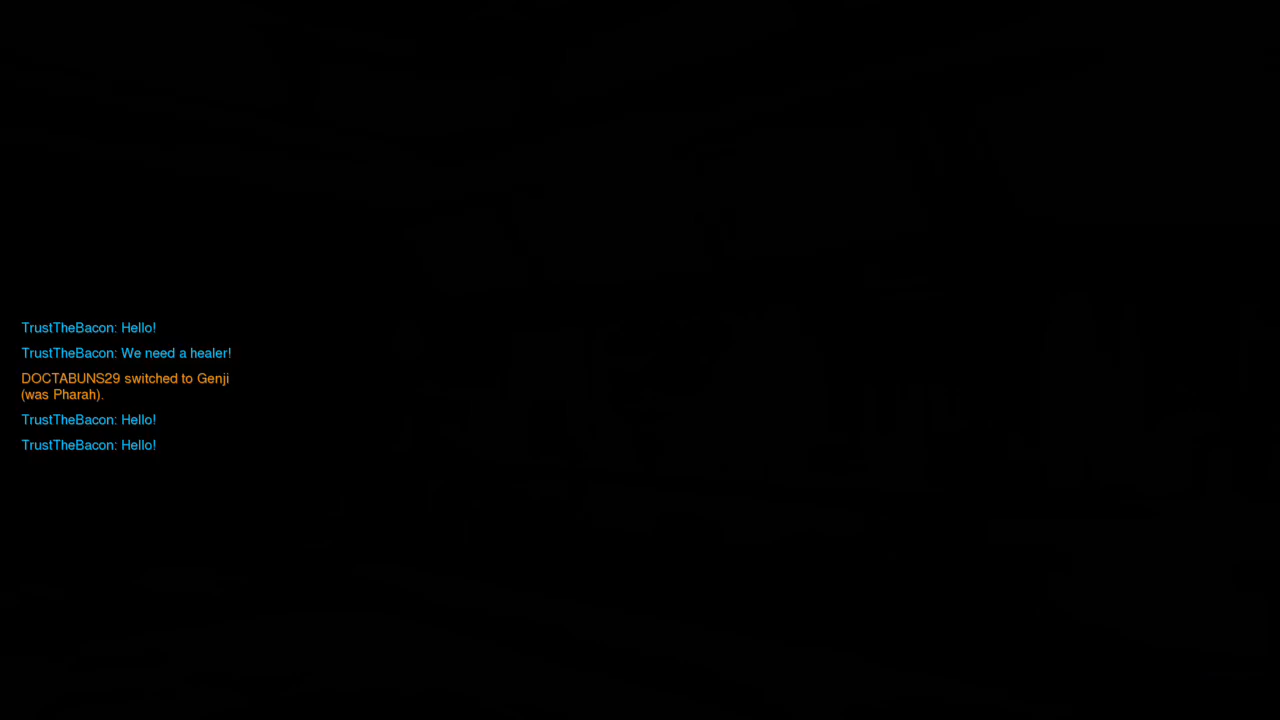 TrustTheBacon: Hello!
TrustTheBacon: We need a healer!
DOCTABUNS29 switched to Genji
(was Pharah).
TrustTheBacon: Hello!
TrustTheBacon: Hello!